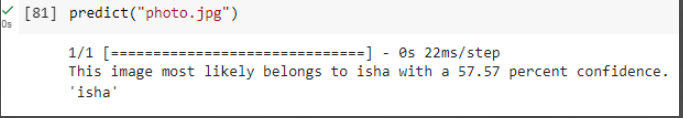 [81] predict("photo.jpg")
0s
1/1 [==============================] - 0s 22ms/step
This image most likely belongs to isha with a 57.57 percent confidence.
'isha'